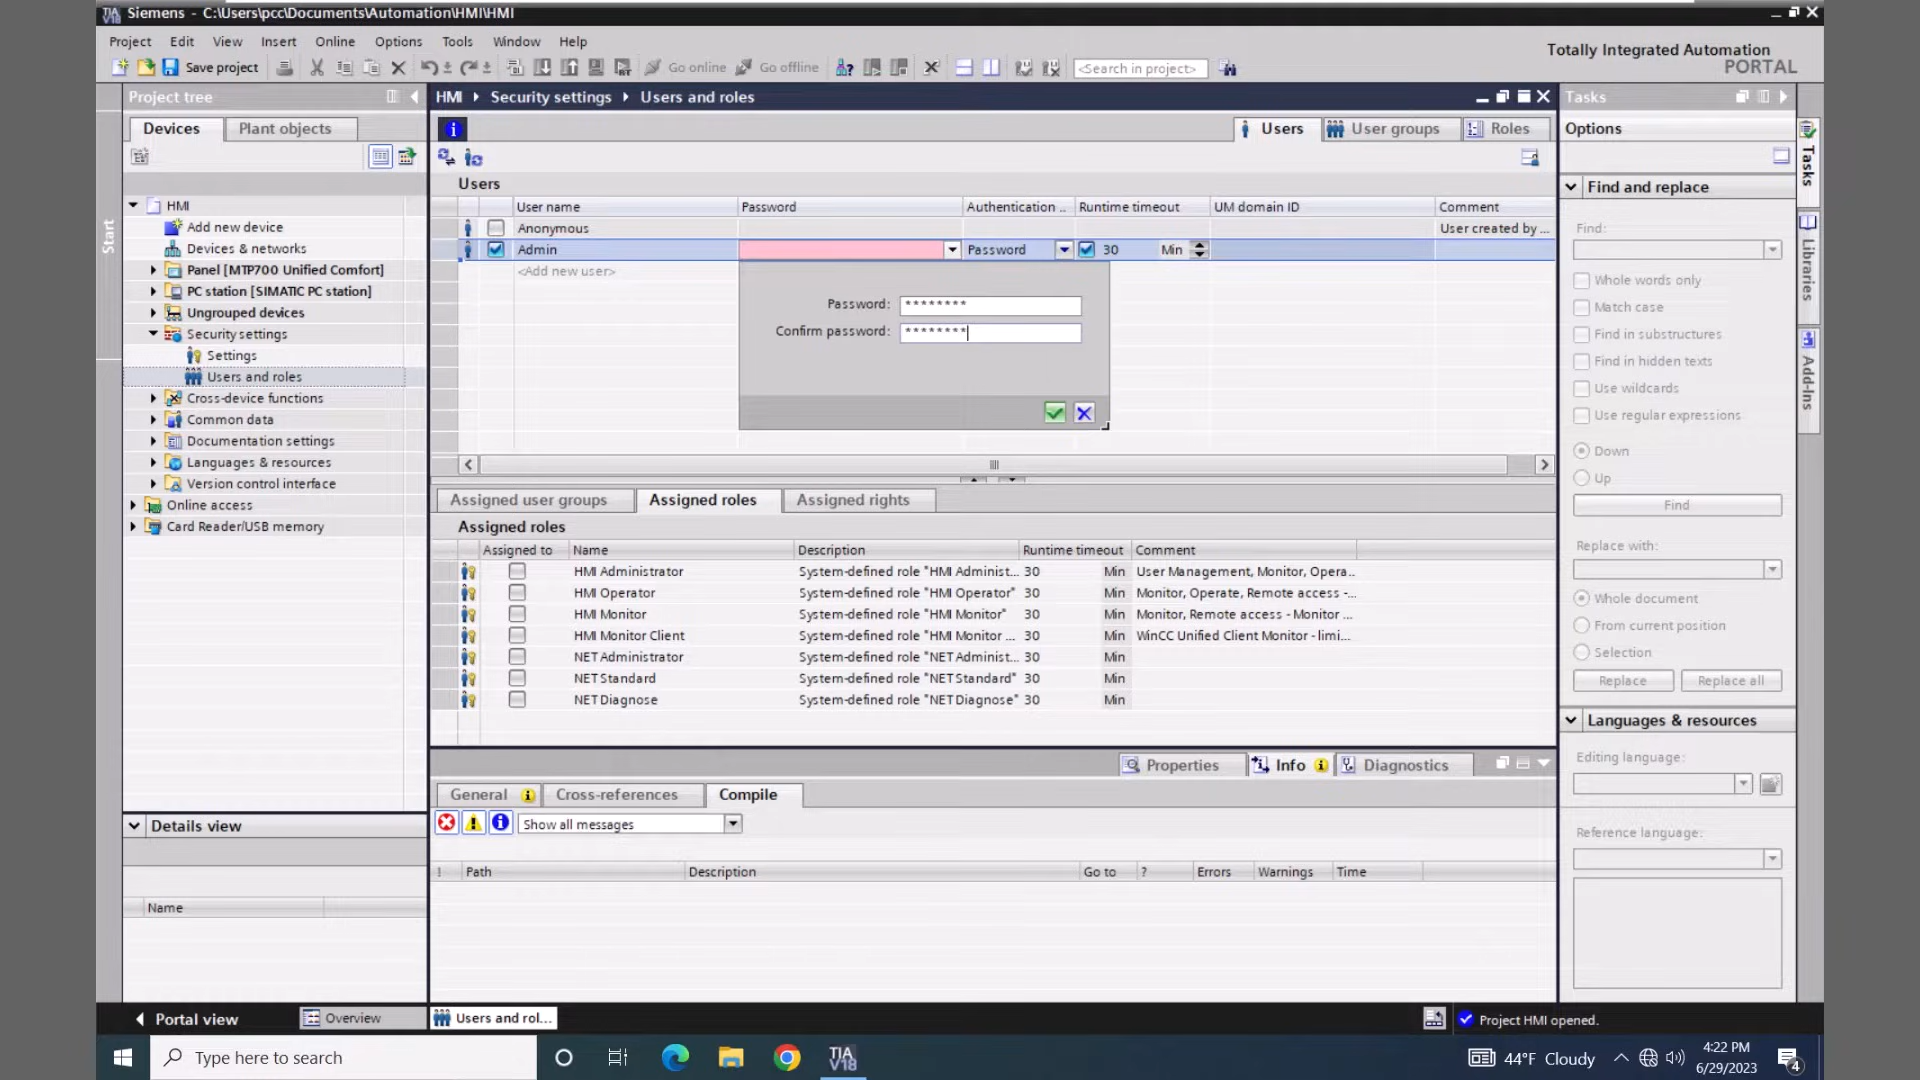 Siemens - C:\Users\pcc\Documents\Automation\HMI\HMI
Project Edit View Insert Online Options Tools Window Help
Totally Integrated Automation
PORTAL
Save project Go online Go offline <Search in project>
Project tree
HMI Security settings Users and roles
Tasks
Devices Plant objects
Users User groups Roles
Options
Start
Users
Find and replace
User name Password Authentication .. Runtime timeout UM domain ID Comment
Anonymous User created by ...
Admin Password 30 Min
<Add new user>
Password: ********
Confirm password: ********
HMI
Add new device
Devices & networks
Panel [MTP700 Unified Comfort]
PC station [SIMATIC PC station]
Ungrouped devices
Security settings
Settings
Users and roles
Cross-device functions
Common data
Documentation settings
Languages & resources
Version control interface
Online access
Card Reader/USB memory
Find:
Whole words only
Match case
Find in substructures
Find in hidden texts
Use wildcards
Use regular expressions
Down
Up
Find
Replace with:
Whole document
From current position
Selection
Replace Replace all
Languages & resources
Editing language:
Reference language:
Tasks
Libraries
Add-Ins
Assigned user groups Assigned roles Assigned rights
Assigned roles
Assigned to Name Description Runtime timeout Comment
HMI Administrator System-defined role "HMI Administ... 30 Min User Management, Monitor, Opera..
HMI Operator System-defined role "HMI Operator" 30 Min Monitor, Operate, Remote access -...
HMI Monitor System-defined role "HMI Monitor" 30 Min Monitor, Remote access - Monitor ...
HMI Monitor Client System-defined role "HMI Monitor ... 30 Min WinCC Unified Client Monitor - limi...
NET Administrator System-defined role "NET Administ... 30 Min
NET Standard System-defined role "NET Standard" 30 Min
NET Diagnose System-defined role "NET Diagnose" 30 Min
Properties Info Diagnostics
General Cross-references Compile
Show all messages
! Path Description Go to ? Errors Warnings Time
Details view
Name
Portal view Overview Users and rol... Project HMI opened.
Type here to search
TIA
V18
44°F Cloudy
4:22 PM
6/29/2023
4